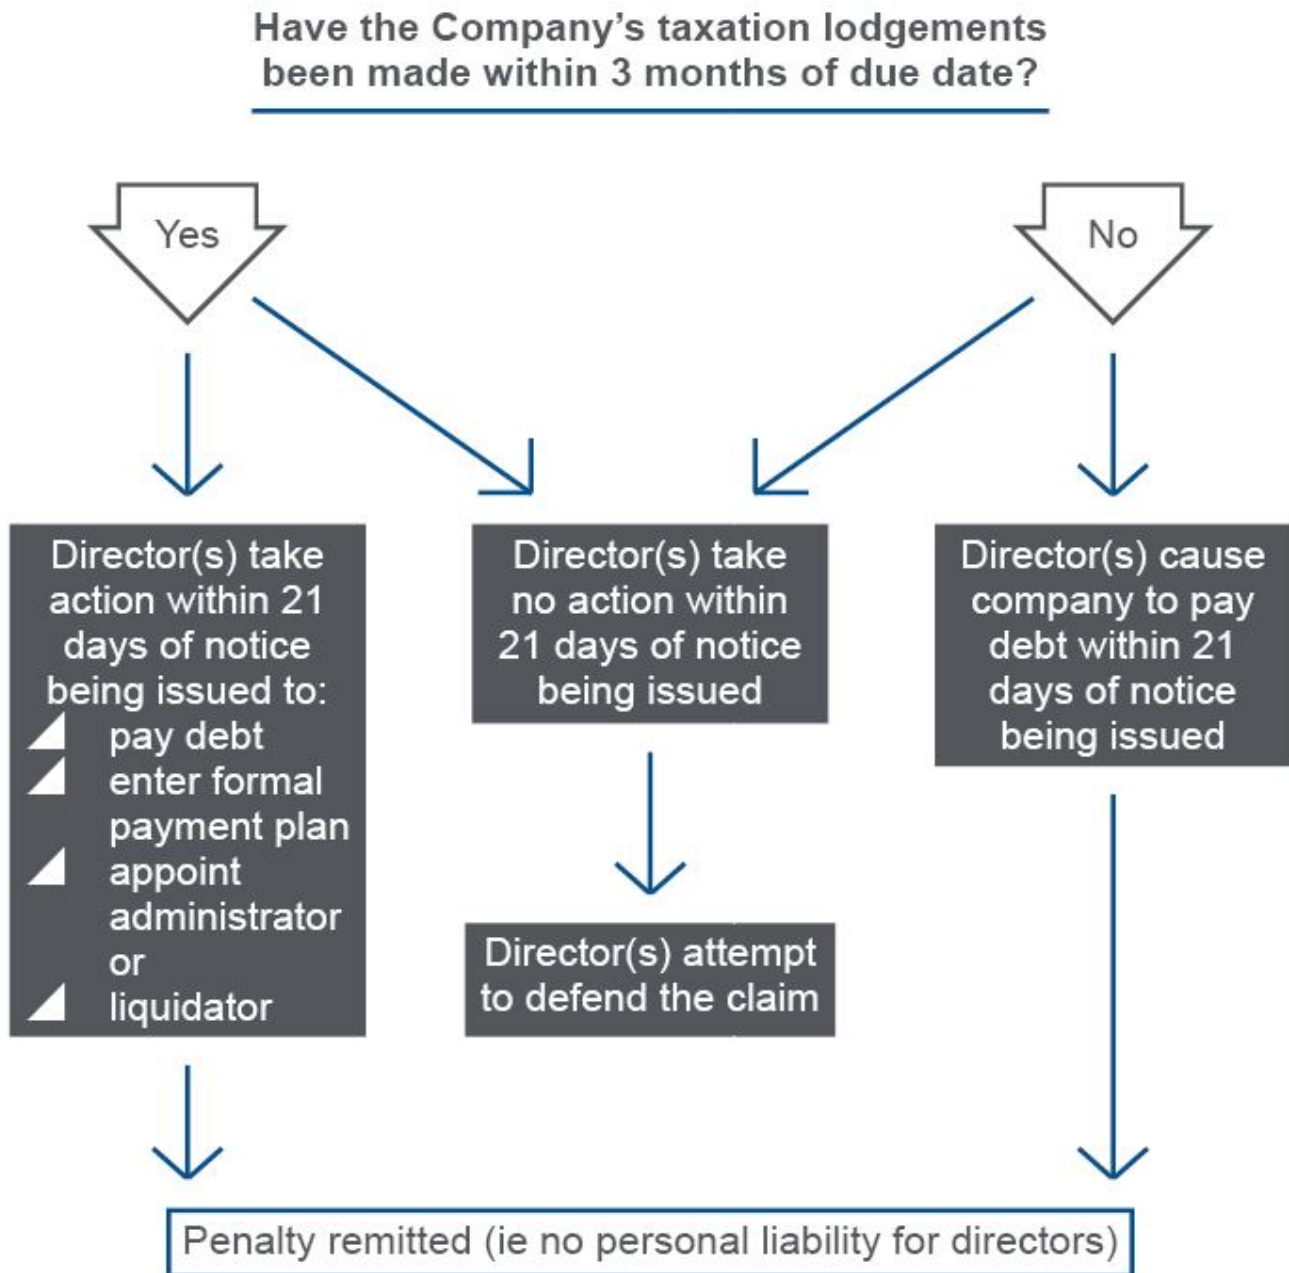 Have the Company's taxation lodgements
been made within 3 months of due date?
Yes
No
Director(s) take
action within 21
days of notice
being issued to:
pay debt
enter formal
payment plan
appoint
administrator
or
liquidator
Director(s) take
no action within
21 days of notice
being issued
Director(s) attempt
to defend the claim
Director(s) cause
company to pay
debt within 21
days of notice
being issued
Penalty remitted (ie no personal liability for directors)